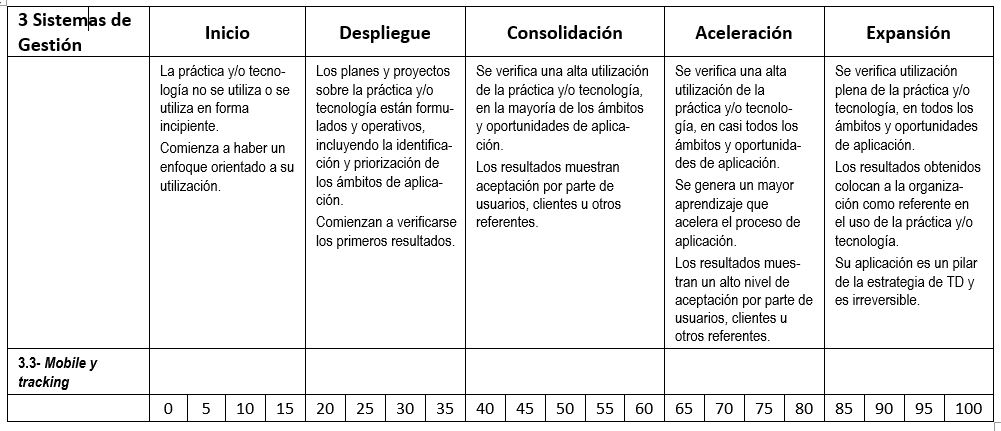 3 Sistemas de
Gestión
Inicio
Despliegue
Consolidación
Aceleración
Expansión
La práctica y/o tecno-
logía no se utiliza o se
utiliza en forma
incipiente.
Comienza a haber un
enfoque orientado a su
utilización.
Los planes y proyectos
sobre la práctica y/o
tecnología están formu-
lados y operativos,
incluyendo la identifica-
ción y priorización de
los ámbitos de aplica-
ción.
Comienzan a verificarse
los primeros resultados.
Se verifica una alta utilización
de la práctica y/o tecnología,
en la mayoría de los ámbitos
y oportunidades de aplica-
ción.
Los resultados muestran
aceptación por parte de
usuarios, clientes u otros
referentes.
Se verifica una alta
utilización de la
práctica y/o tecnolo-
gía, en casi todos los
ámbitos y oportunida-
des de aplicación.
Se genera un mayor
aprendizaje que
acelera el proceso de
aplicación.
Los resultados mues-
tran un alto nivel de
aceptación por parte de
usuarios, clientes u
otros referentes.
Se verifica utilización
plena de la práctica y/o
tecnología, en todos los
ámbitos y oportunidades
de aplicación.
Los resultados obtenidos
colocan a la organiza-
ción como referente en
el uso de la práctica y/o
tecnología.
Su aplicación es un pilar
de la estrategia de TD y
es irreversible.
3.3- Mobile y
tracking
0 5 10 15 20 25 30 35 40 45 50 55 60 65 70 75 80 85 90 95 100